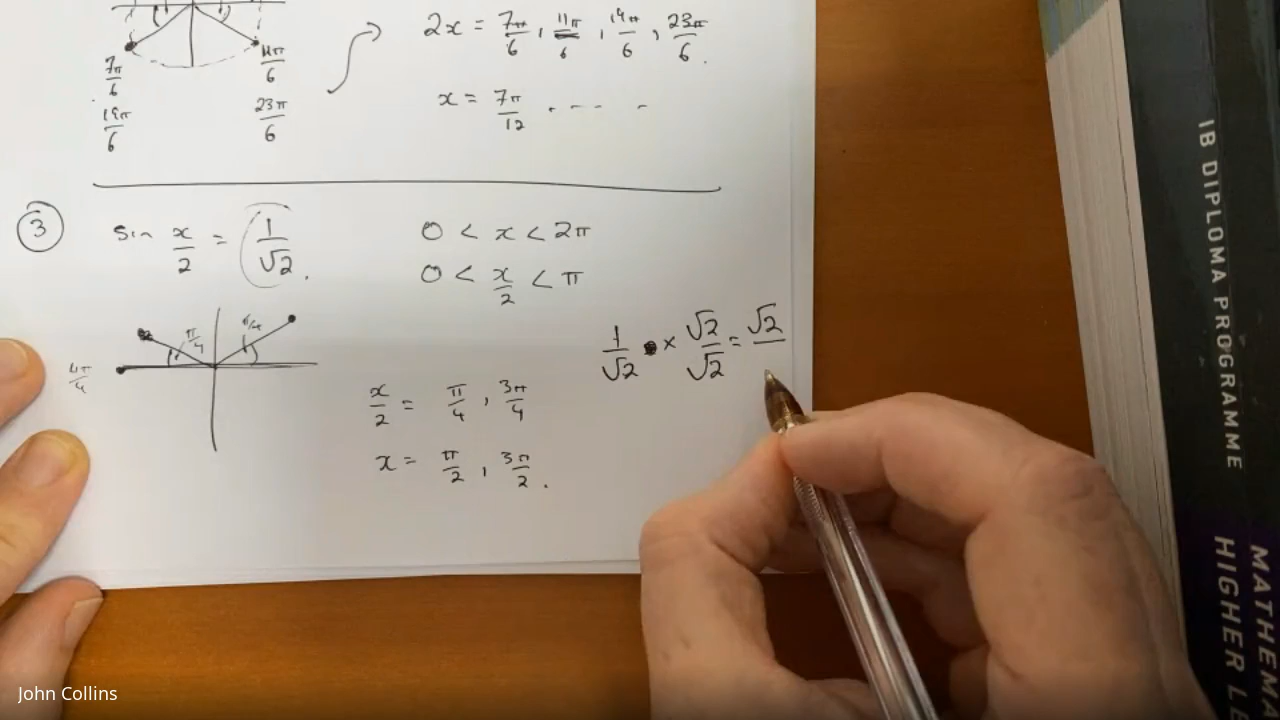 7π/6
11π/6
19π/6
23π/6
2x = 7π/6 , 11π/6 , 19π/6 , 23π/6 .
x = 7π/12 . - - - -
3
sin x/2 = 1/√2 .
0 < x < 2π
0 < x/2 < π
π/4
π/4
4π/4
1/√2 × √2/√2 = √2
x/2 = π/4 , 3π/4
x = π/2 , 3π/2 .
IB DIPLOMA PROGRAMME
MATHEMA
HIGHER LE
John Collins